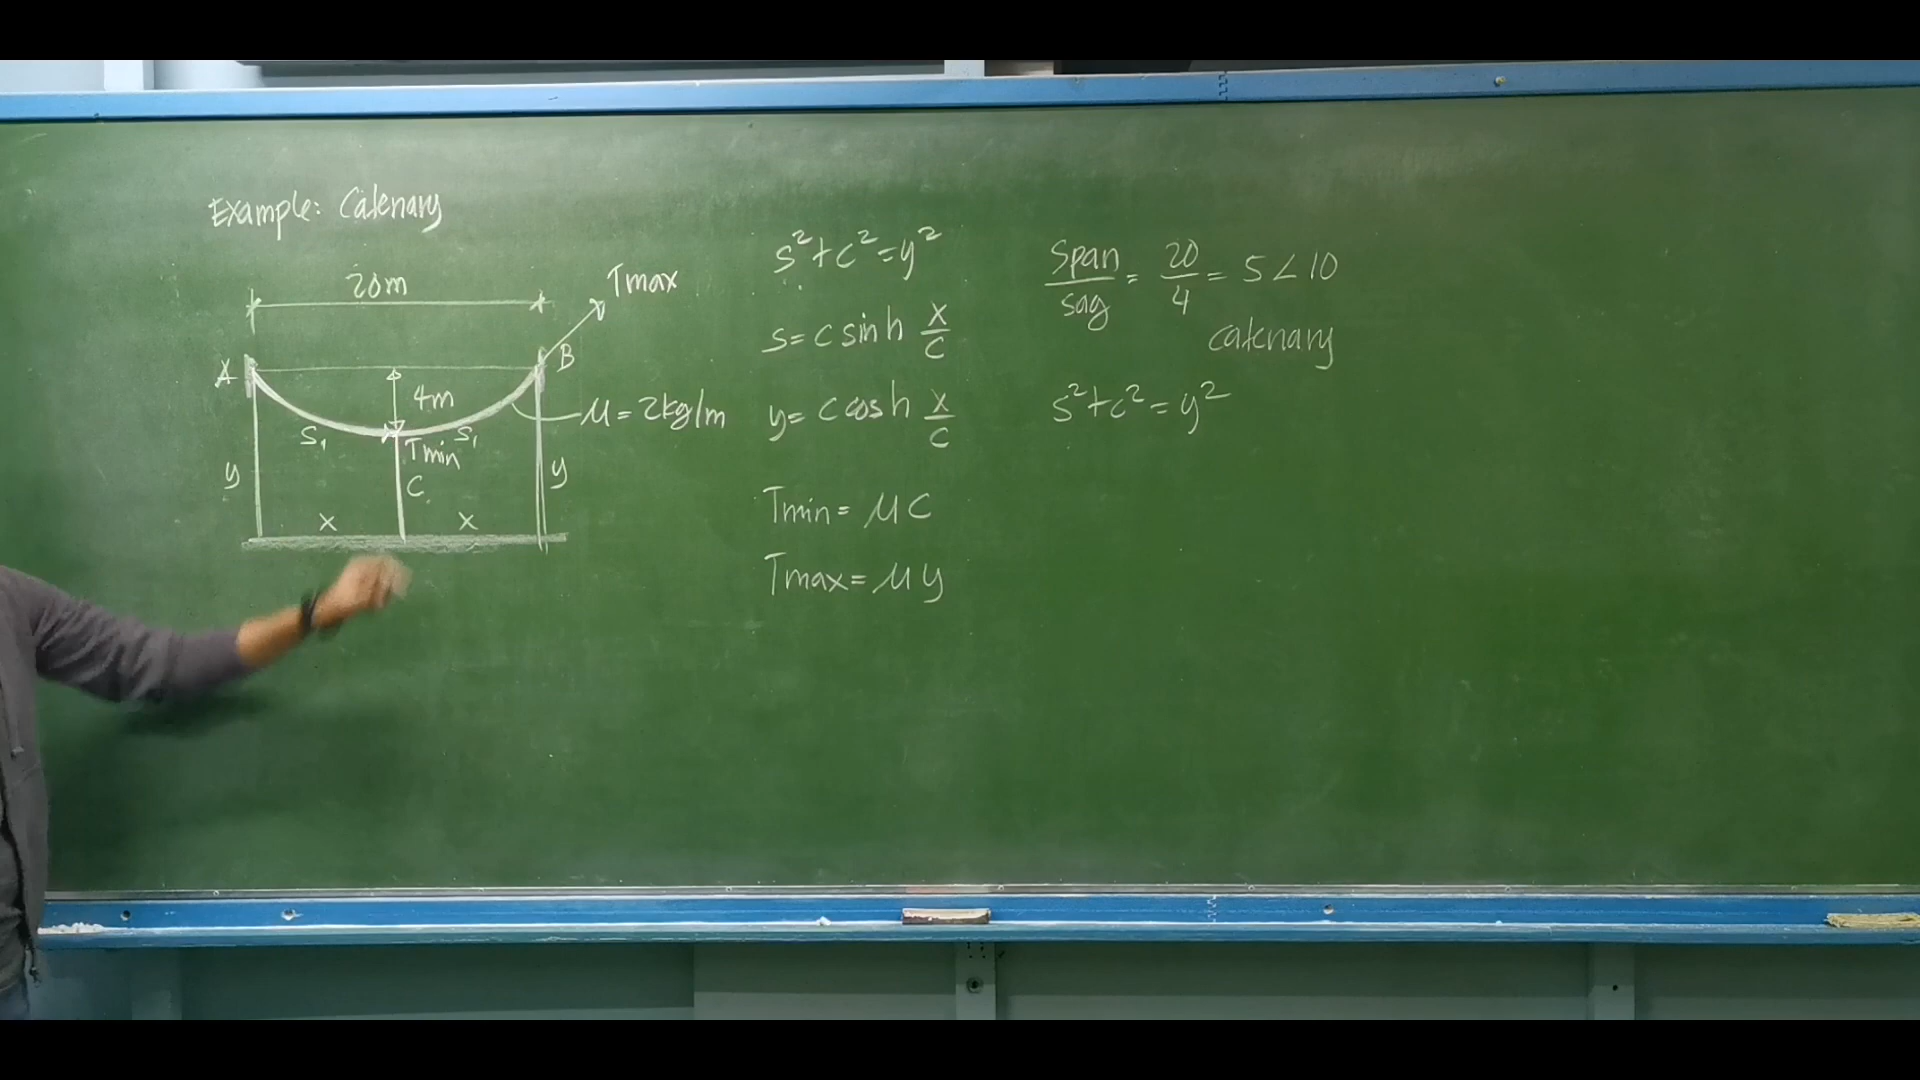 Example: Catenary
20m
Tmax
A
B
4m
μ = 2kg/m
S₁
S₁
Tmin
y
C
y
x
x
s²+c²=y²
s= c sinh x/c
y= c cosh x/c
Tmin= μc
Tmax= μy
Span/sag = 20/4 = 5 < 10
catenary
s²+c²=y²